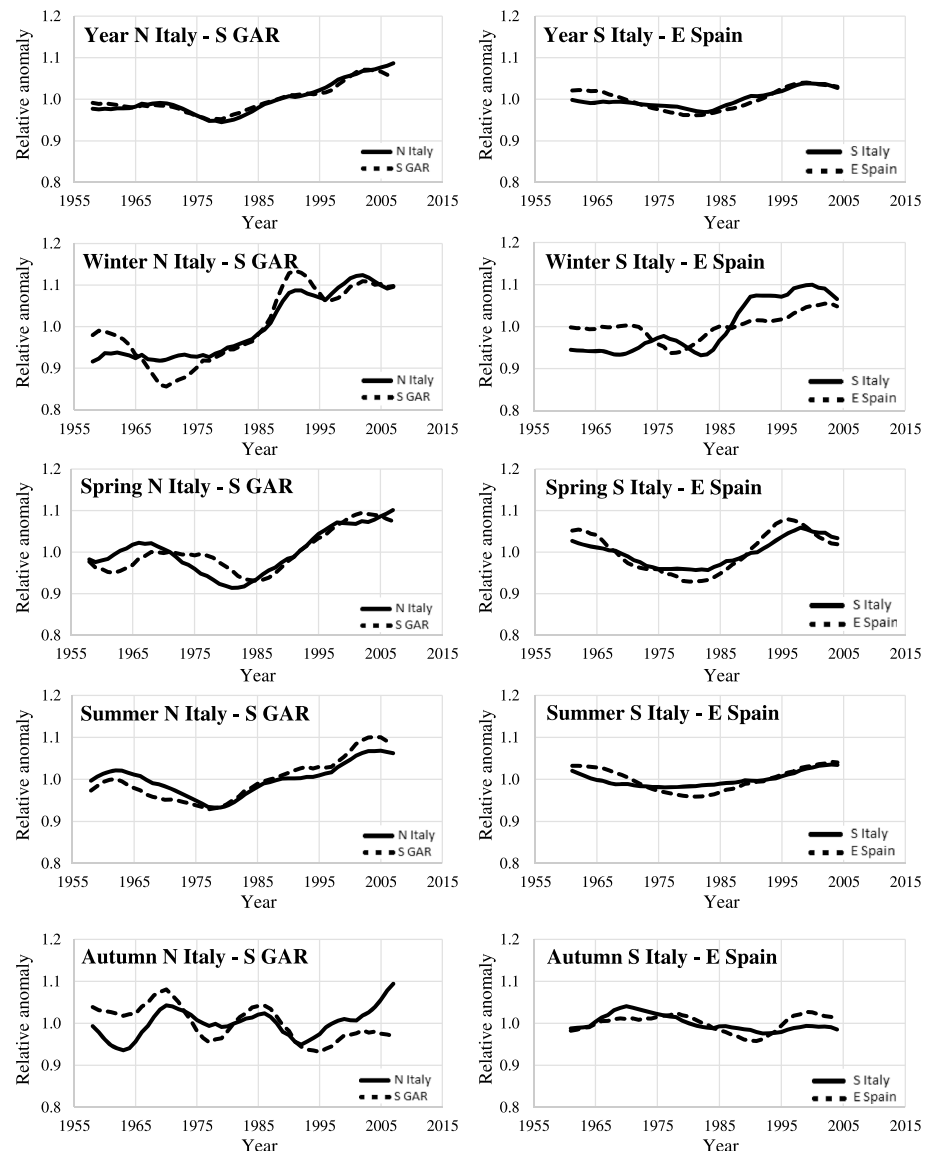 Year N Italy - S GAR
Relative anomaly
1.2
1.1
1.0
0.9
0.8
N Italy
S GAR
1955 1965 1975 1985 1995 2005 2015
Year
Year S Italy - E Spain
Relative anomaly
1.2
1.1
1.0
0.9
0.8
S Italy
E Spain
1955 1965 1975 1985 1995 2005 2015
Year
Winter N Italy - S GAR
Relative anomaly
1.2
1.1
1.0
0.9
0.8
N Italy
S GAR
1955 1965 1975 1985 1995 2005 2015
Year
Winter S Italy - E Spain
Relative anomaly
1.2
1.1
1.0
0.9
0.8
S Italy
E Spain
1955 1965 1975 1985 1995 2005 2015
Year
Spring N Italy - S GAR
Relative anomaly
1.2
1.1
1.0
0.9
0.8
N Italy
S GAR
1955 1965 1975 1985 1995 2005 2015
Year
Spring S Italy - E Spain
Relative anomaly
1.2
1.1
1.0
0.9
0.8
S Italy
E Spain
1955 1965 1975 1985 1995 2005 2015
Year
Summer N Italy - S GAR
Relative anomaly
1.2
1.1
1.0
0.9
0.8
N Italy
S GAR
1955 1965 1975 1985 1995 2005 2015
Year
Summer S Italy - E Spain
Relative anomaly
1.2
1.1
1.0
0.9
0.8
S Italy
E Spain
1955 1965 1975 1985 1995 2005 2015
Year
Autumn N Italy - S GAR
Relative anomaly
1.2
1.1
1.0
0.9
0.8
N Italy
S GAR
1955 1965 1975 1985 1995 2005 2015
Year
Autumn S Italy - E Spain
Relative anomaly
1.2
1.1
1.0
0.9
0.8
S Italy
E Spain
1955 1965 1975 1985 1995 2005 2015
Year